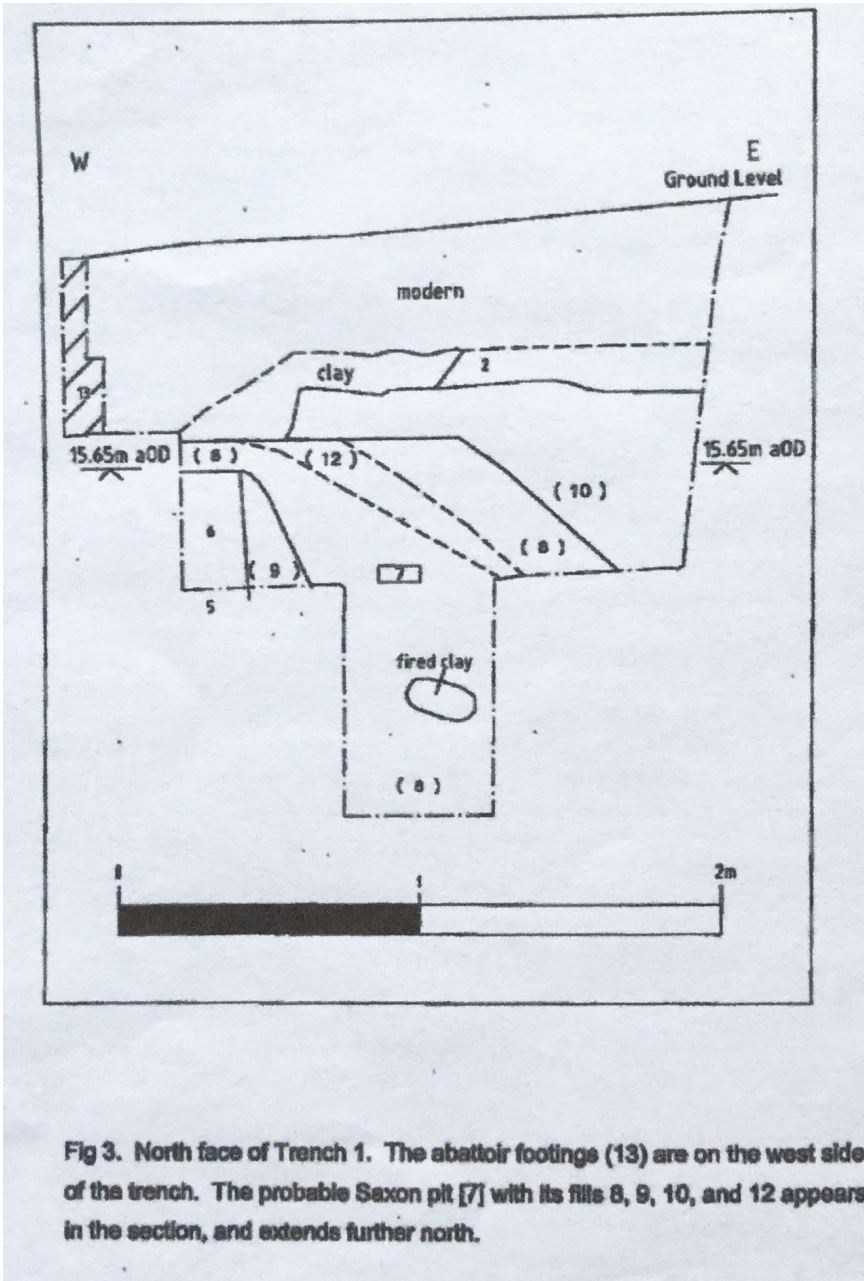 W
E
Ground Level
modern
clay
2
13
15.65m aOD
15.65m aOD
( 8 )
(12 )
( 10 )
6
( 9 )
7
( 8 )
5
fired clay
( 8 )
0
1
2m
Fig 3. North face of Trench 1. The abattoir footings (13) are on the west side
of the trench. The probable Saxon pit [7] with its fills 8, 9, 10, and 12 appears
in the section, and extends further north.